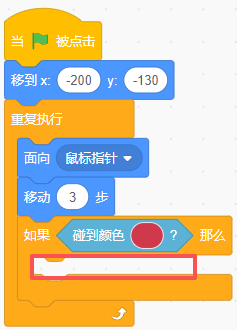 当 被点击
移到 x: -200 y: -130
重复执行
面向 鼠标指针
移动 3 步
如果 碰到颜色 ? 那么